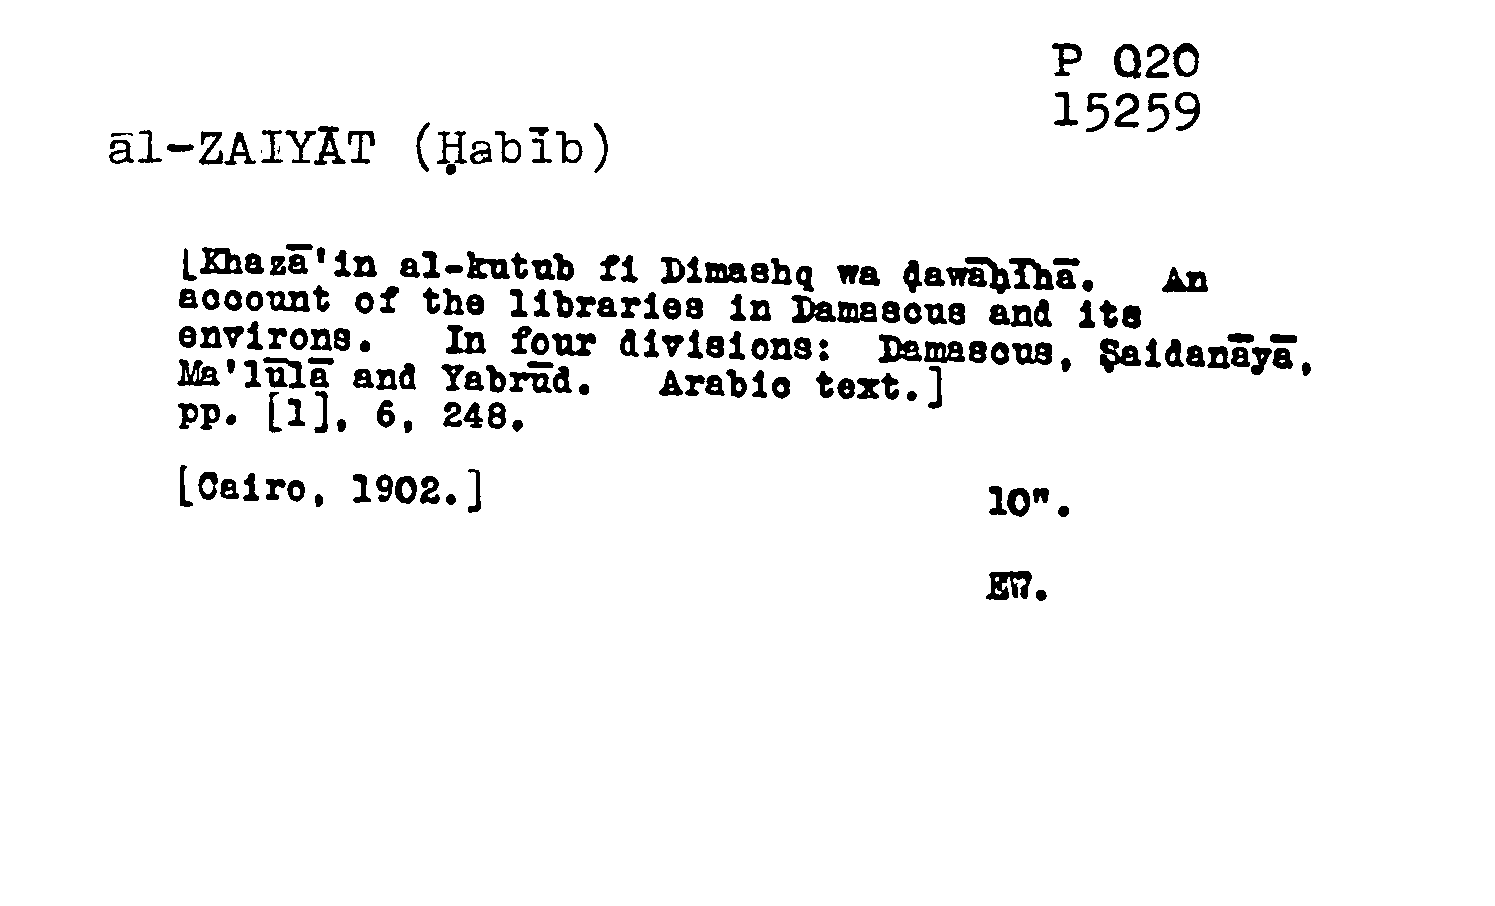 P Q20
15259
āl-ZAIYĀT (Ḥabīb)
[Khazā'in al-kutub fi Dimashq wa ḍawāḥīhā. An
account of the libraries in Damascus and its
environs. In four divisions: Damascus, Ṣaidanāyā,
Ma'lūlā and Yabrūd. Arabic text.]
pp. [1], 6, 248.
[Cairo, 1902.]
10".
EW.